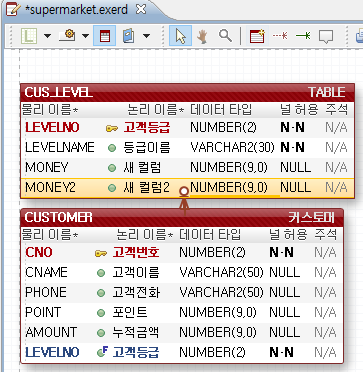 *supermarket.exerd
CUS_LEVEL TABLE
물리 이름* 논리 이름* 데이터 타입 널 허용 주석
LEVELNO 고객등급 NUMBER(2) N·N N/A
LEVELNAME 등급이름 VARCHAR2(30) N·N N/A
MONEY 새 컬럼 NUMBER(9,0) NULL N/A
MONEY2 새 컬럼2 NUMBER(9,0) NULL N/A
CUSTOMER 커스토머
물리 이름* 논리 이름* 데이터 타입 널 허용 주석
CNO 고객번호 NUMBER(2) N·N N/A
CNAME 고객이름 VARCHAR2(50) NULL N/A
PHONE 고객전화 VARCHAR2(50) NULL N/A
POINT 포인트 NUMBER(9,0) NULL N/A
AMOUNT 누적금액 NUMBER(9,0) NULL N/A
LEVELNO F 고객등급 NUMBER(2) N·N N/A